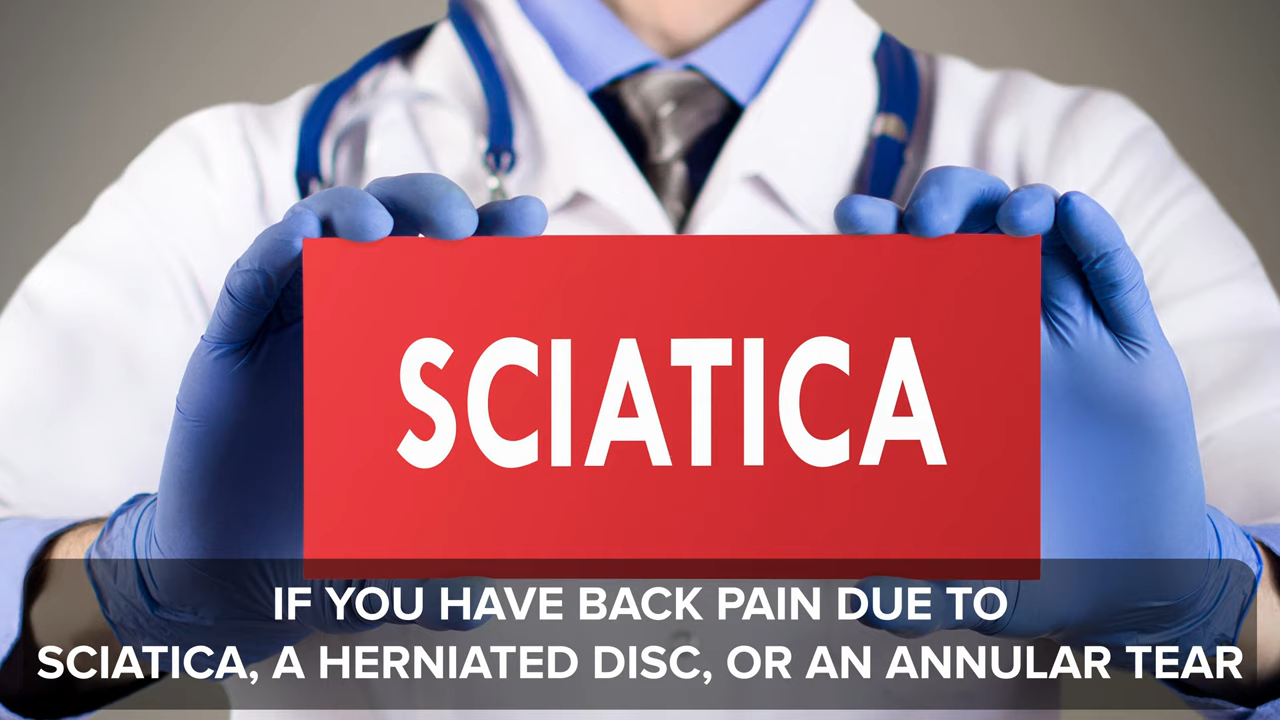 SCIATICA
IF YOU HAVE BACK PAIN DUE TO
SCIATICA, A HERNIATED DISC, OR AN ANNULAR TEAR